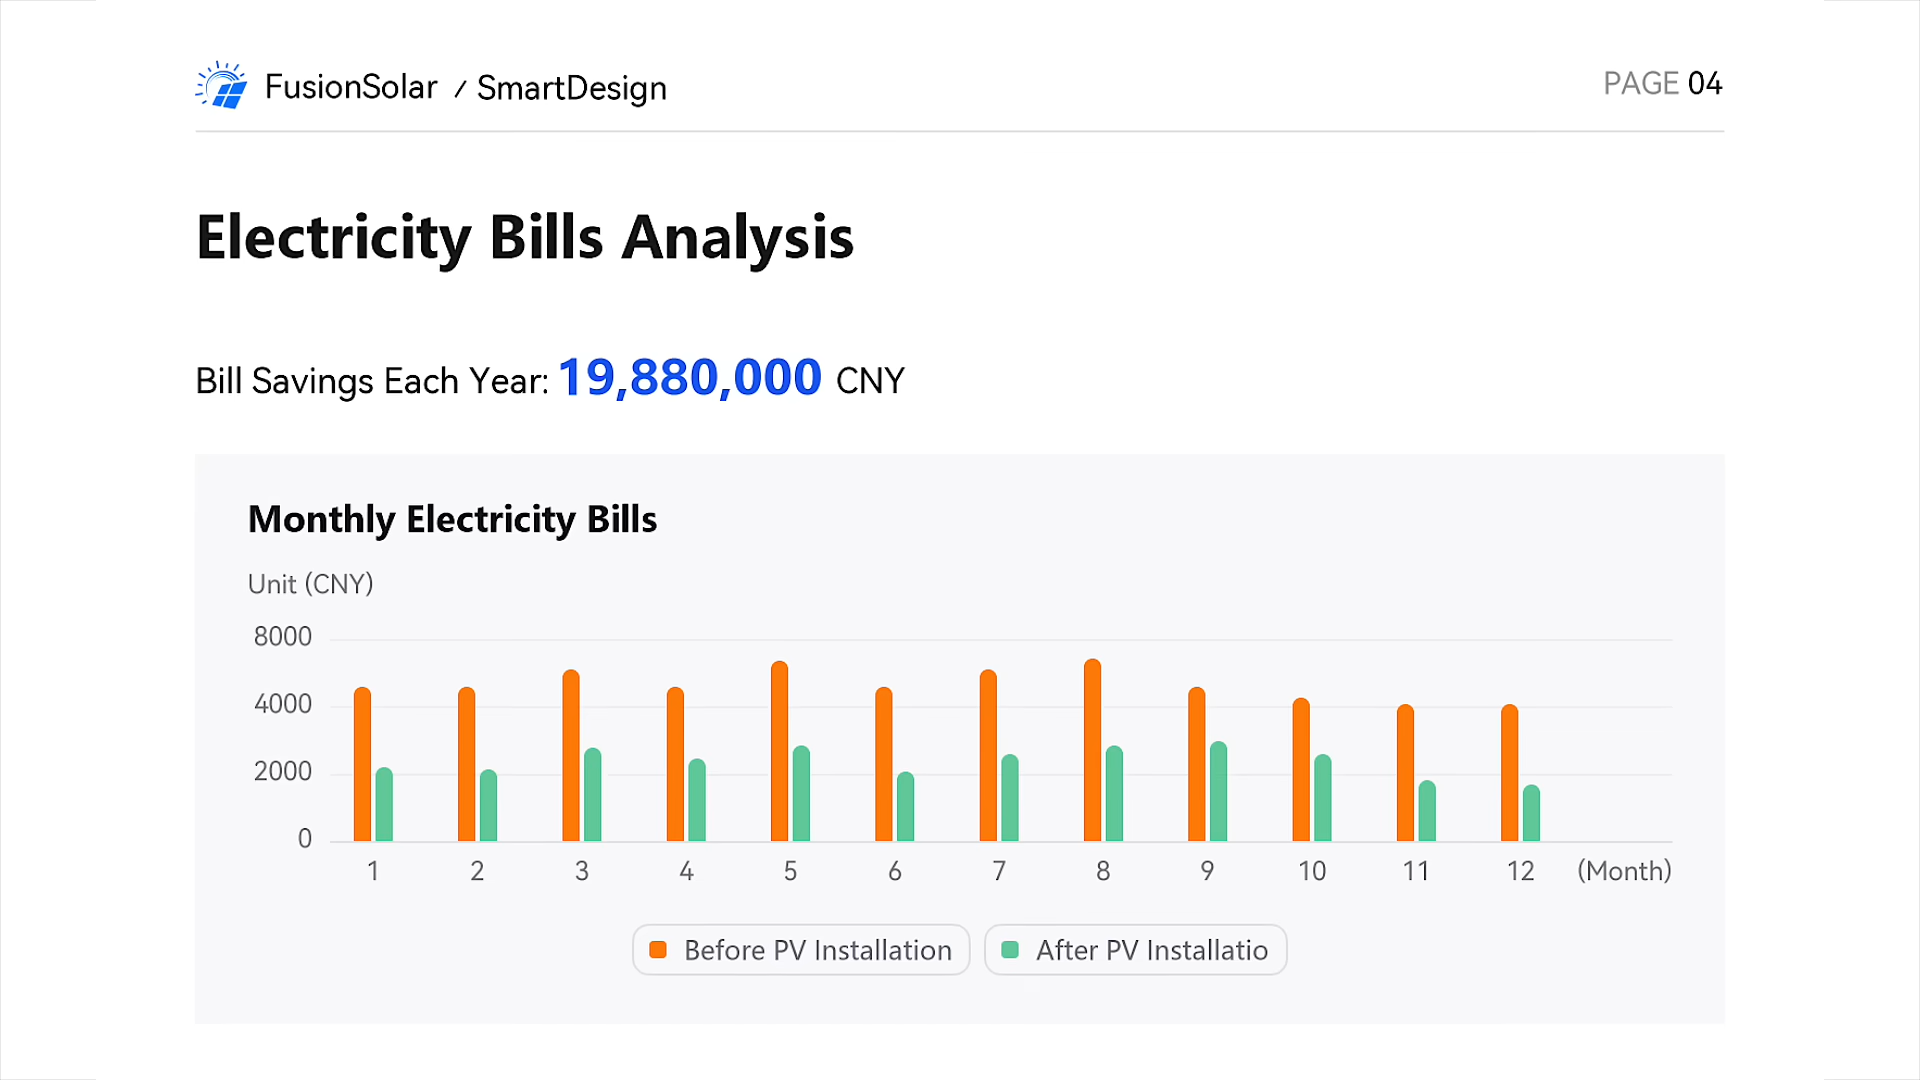 FusionSolar / SmartDesign
PAGE 04
Electricity Bills Analysis
Bill Savings Each Year: 19,880,000 CNY
Monthly Electricity Bills
Unit (CNY)
8000
4000
2000
0
1 2 3 4 5 6 7 8 9 10 11 12 (Month)
Before PV Installation After PV Installatio